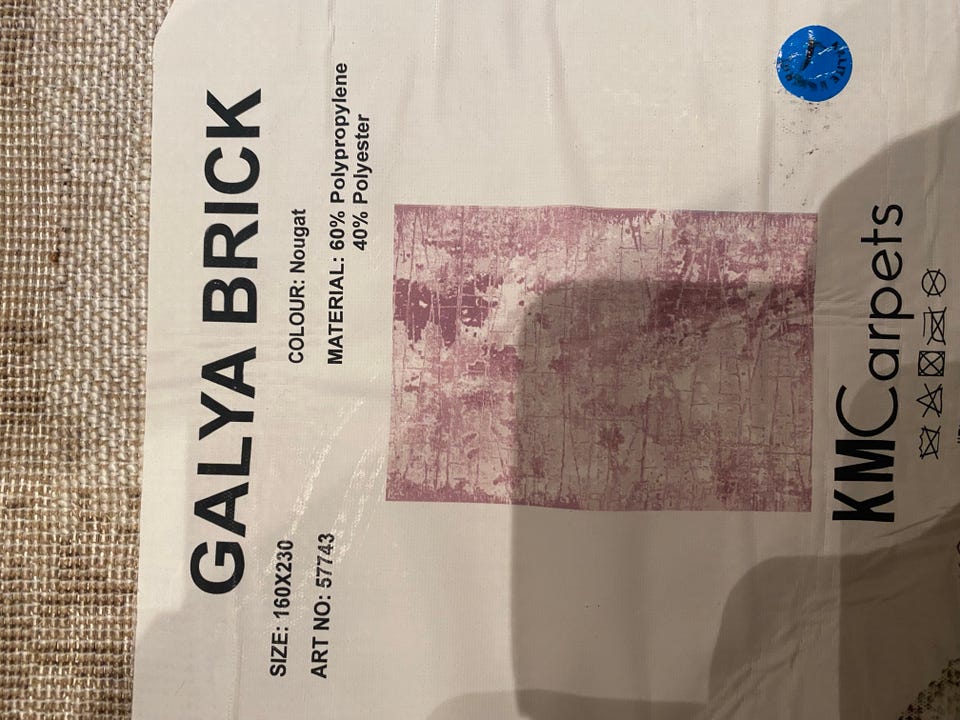 GALYA BRICK
SIZE: 160X230
COLOUR: Nougat
ART NO: 57743
MATERIAL: 60% Polypropylene
40% Polyester
KMCarpets